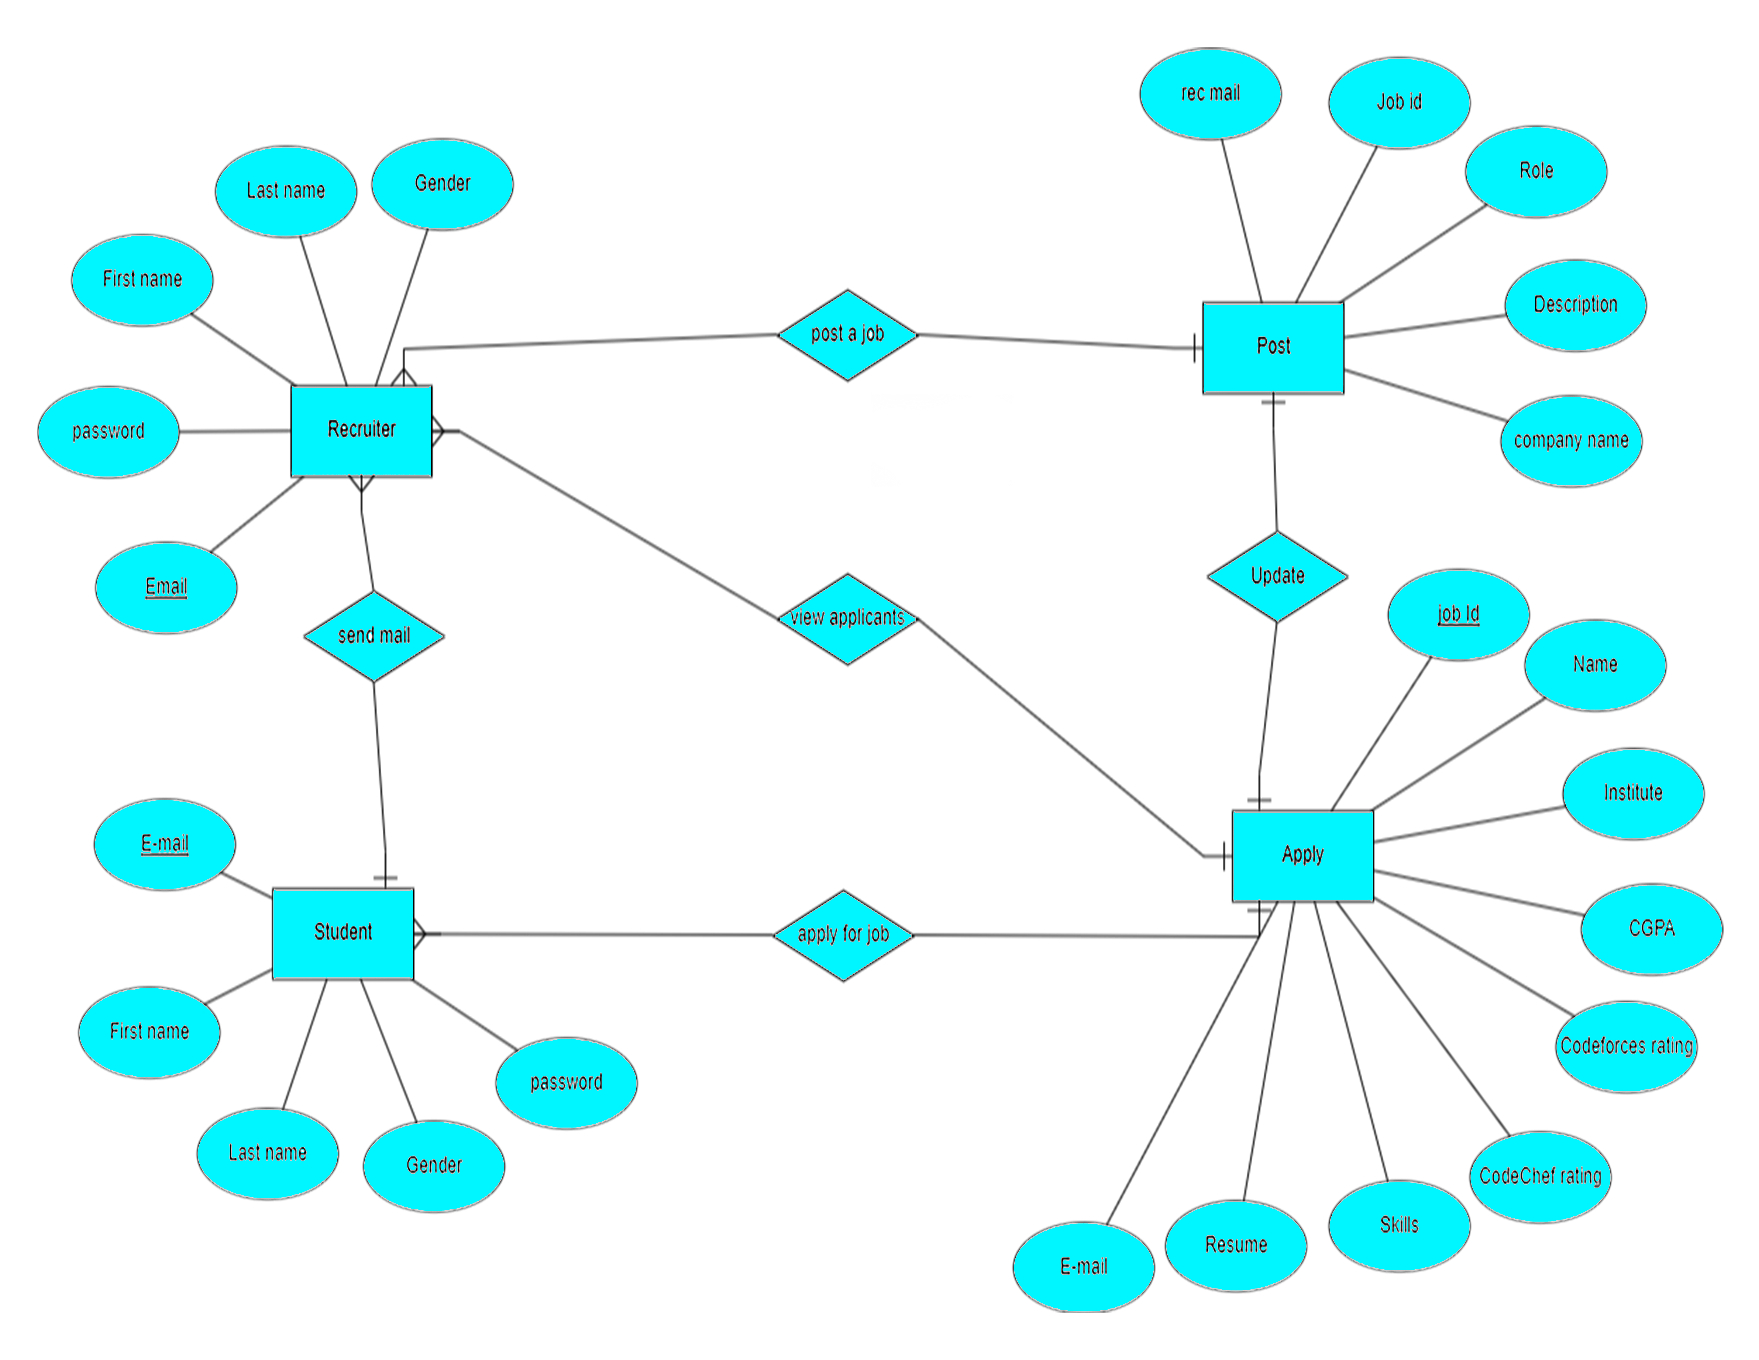 rec mail
Job id
Role
Last name
Gender
First name
Description
post a job
Post
Recruiter
password
company name
Email
send mail
view applicants
Update
job Id
Name
Institute
E-mail
Apply
Student
apply for job
CGPA
First name
Codeforces rating
password
Last name
Gender
CodeChef rating
Skills
Resume
E-mail